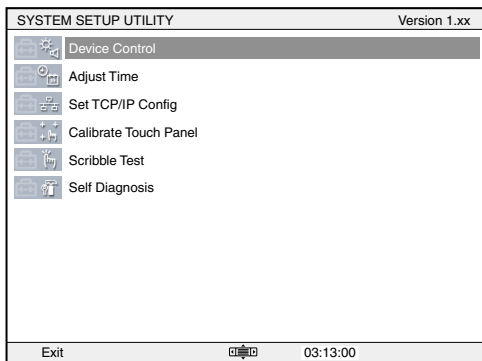 SYSTEM SETUP UTILITY Version 1.xx
Device Control
Adjust Time
Set TCP/IP Config
Calibrate Touch Panel
Scribble Test
Self Diagnosis
Exit 03:13:00